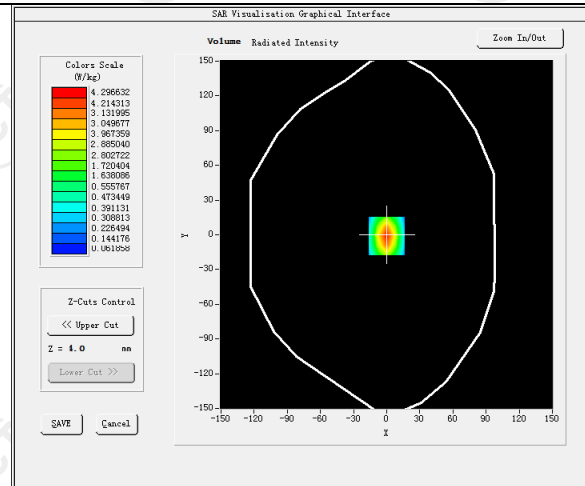 SAR Visualisation Graphical Interface
Volume Radiated Intensity
Zoom In/Out
Colors Scale
(W/kg)
4.296632
4.214313
3.131995
3.049677
3.967359
2.885040
2.802722
1.720404
1.638086
0.555767
0.473449
0.391131
0.308813
0.226494
0.144176
0.061858
Z-Cuts Control
<< Upper Cut
Z = 4.0 mm
Lower Cut >>
SAVE Cancel
150
120
90
60
30
0
-30
-60
-90
-120
-150
Y
-150 -120 -90 -60 -30 0 30 60 90 120 150
X